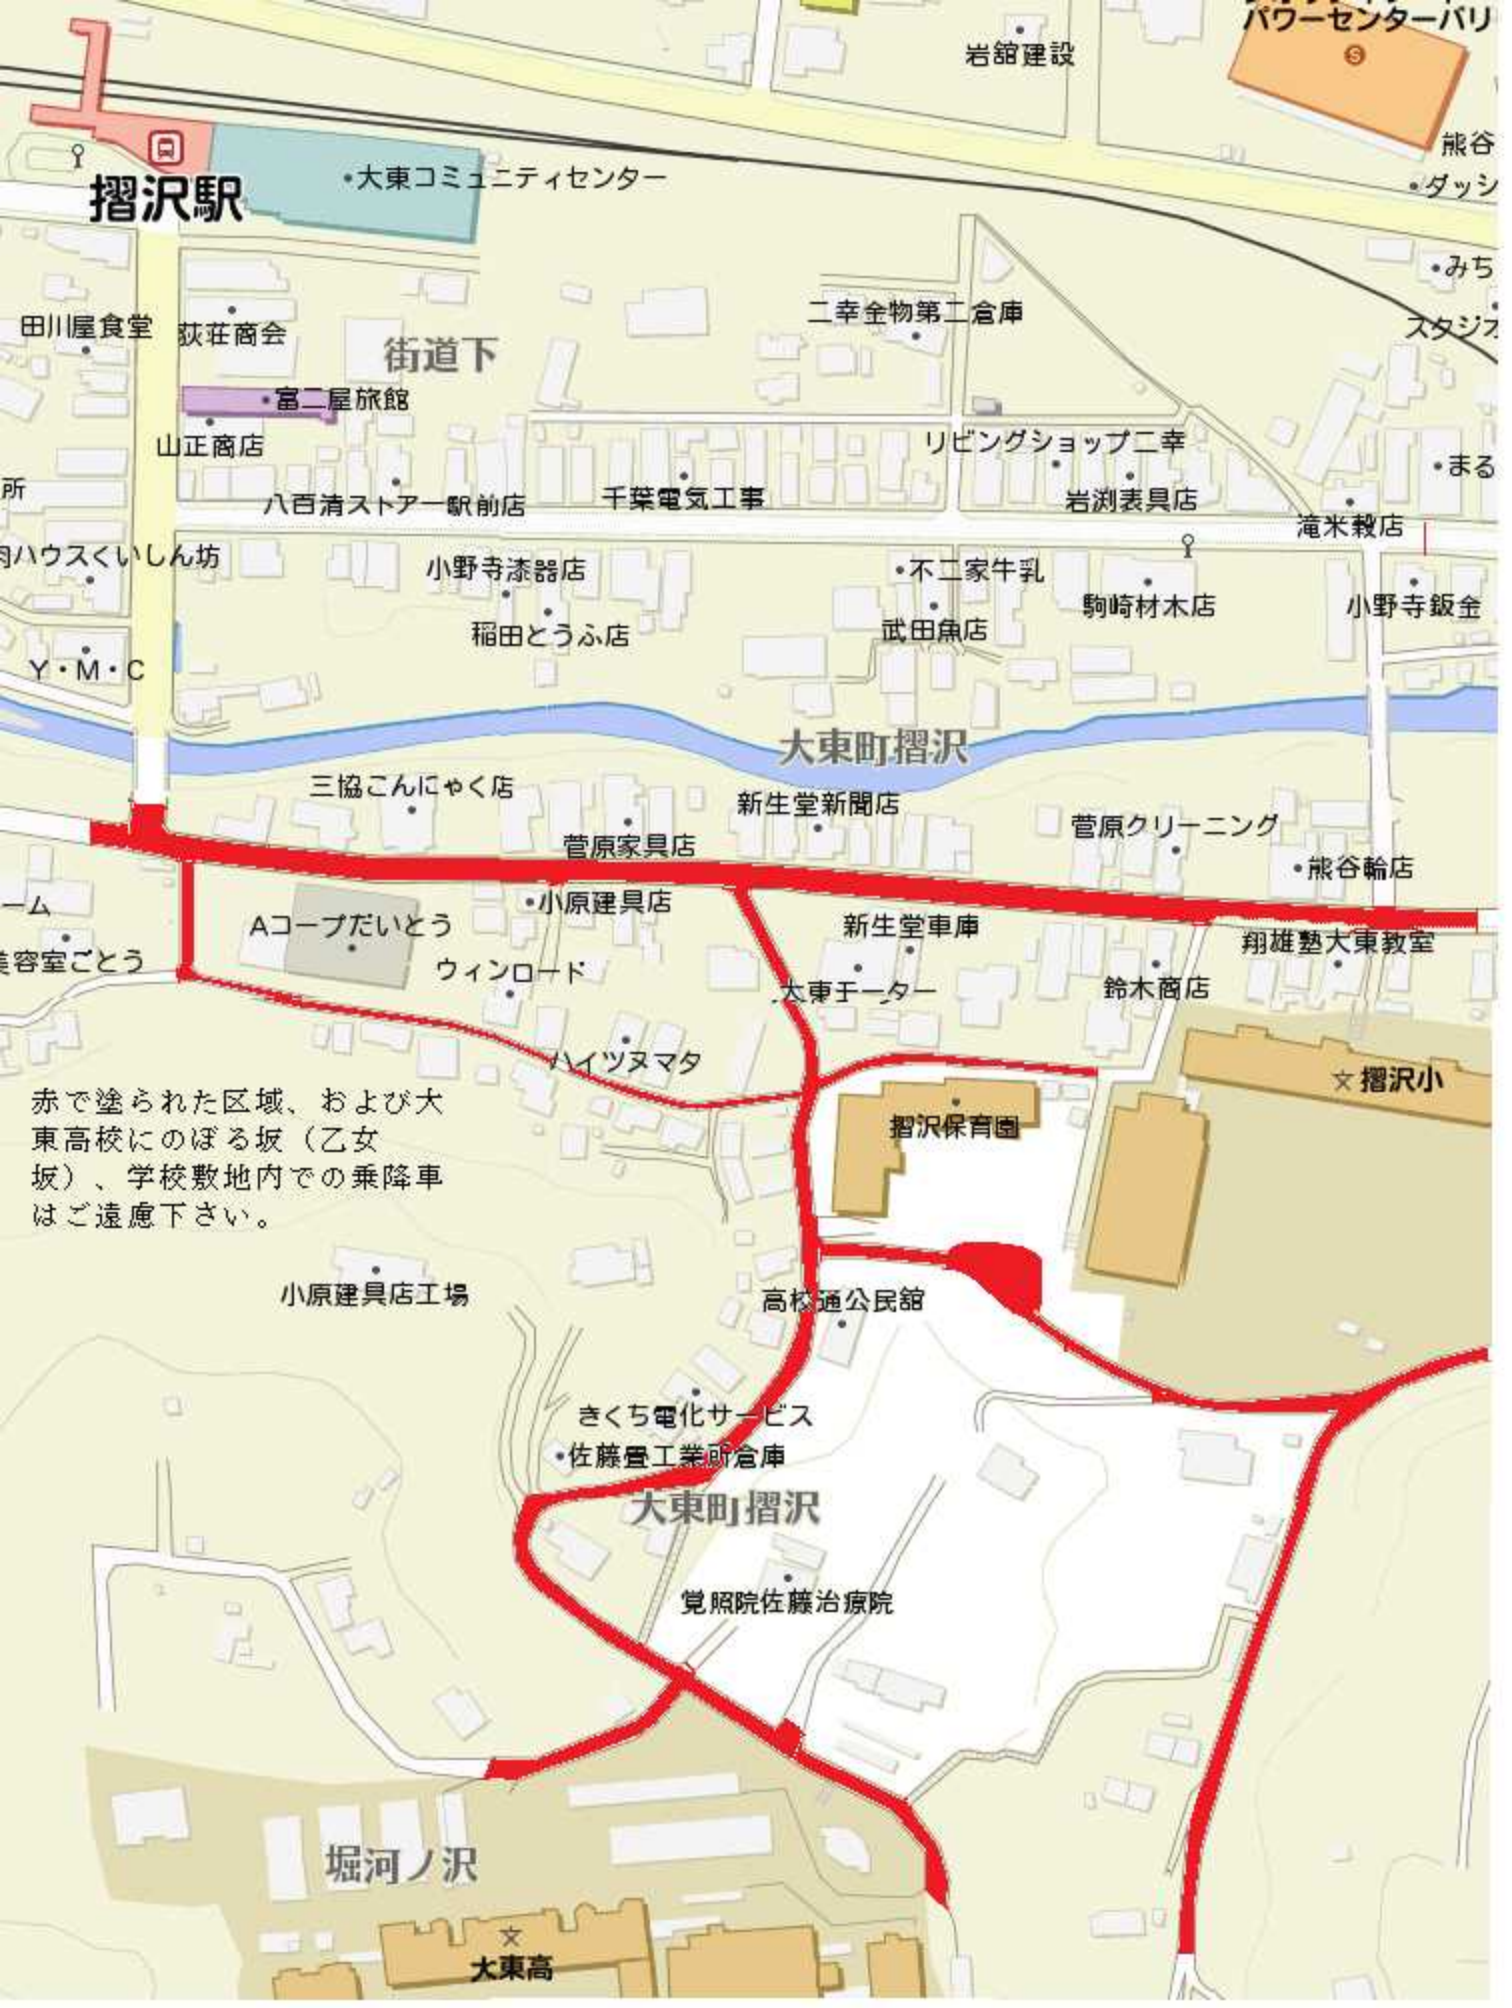 パワーセンターバリ
岩舘建設
S
熊谷
・ダッシ
摺沢駅
・大東コミュニティセンター
・みち
スタジオ
田川屋食堂
荻荘商会
街道下
二幸金物第二倉庫
・富二屋旅館
山正商店
リビングショップ二幸
・まる
所
八百清ストアー駅前店
千葉電気工事
岩渕表具店
滝米穀店
肉ハウスくいしん坊
小野寺漆器店
・不二家牛乳
駒崎材木店
小野寺鈑金
稲田とうふ店
武田魚店
Y・M・C
大東町摺沢
三協こんにゃく店
新生堂新聞店
菅原家具店
菅原クリーニング
・熊谷輪店
ーム
・小原建具店
Aコープだいとう
新生堂車庫
翔雄塾大東教室
美容室ごとう
ウィンロード
大東モーター
鈴木商店
ハイツヌマタ
摺沢小
摺沢保育園
赤で塗られた区域、および大
東高校にのぼる坂（乙女
坂）、学校敷地内での乗降車
はご遠慮下さい。
小原建具店工場
高校通公民舘
きくち電化サービス
・佐藤畳工業所倉庫
大東町摺沢
覚照院佐藤治療院
堀河ノ沢
大東高